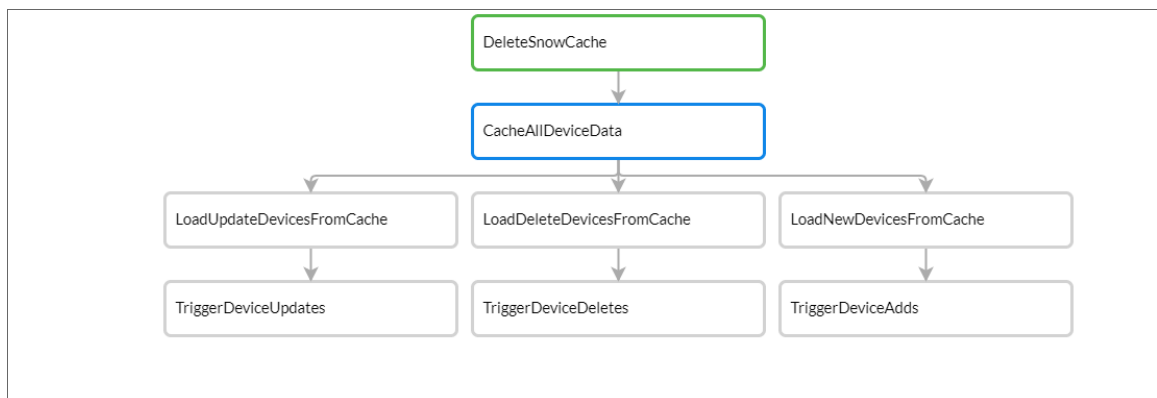 DeleteSnowCache
CacheAllDeviceData
LoadUpdateDevicesFromCache
LoadDeleteDevicesFromCache
LoadNewDevicesFromCache
TriggerDeviceUpdates
TriggerDeviceDeletes
TriggerDeviceAdds